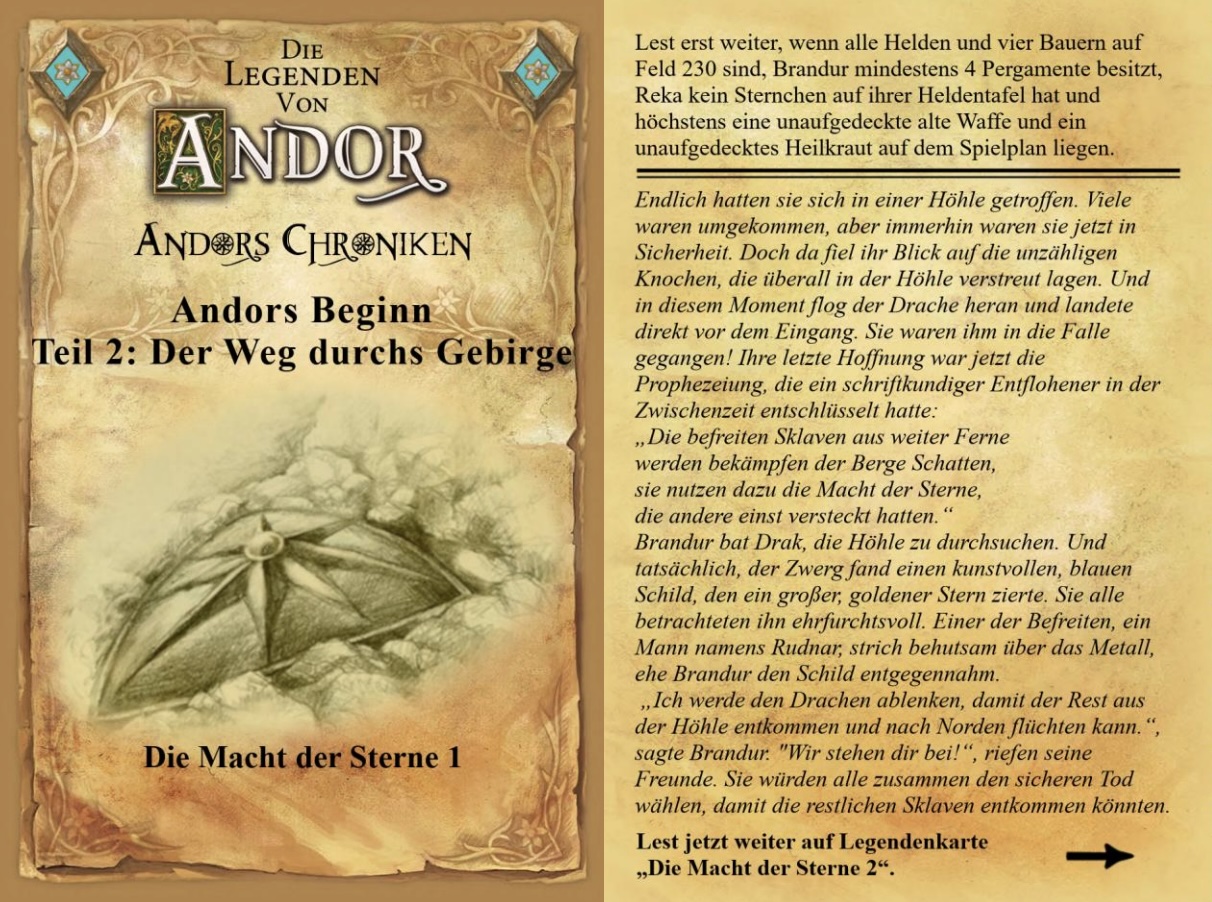 Die
Legenden
Von
Andor
Andors Chroniken
Andors Beginn
Teil 2: Der Weg durchs Gebirge
Die Macht der Sterne 1
Lest erst weiter, wenn alle Helden und vier Bauern auf
Feld 230 sind, Brandur mindestens 4 Pergamente besitzt,
Reka kein Sternchen auf ihrer Heldentafel hat und
höchstens eine unaufgedeckte alte Waffe und ein
unaufgedecktes Heilkraut auf dem Spielplan liegen.
Endlich hatten sie sich in einer Höhle getroffen. Viele
waren umgekommen, aber immerhin waren sie jetzt in
Sicherheit. Doch da fiel ihr Blick auf die unzähligen
Knochen, die überall in der Höhle verstreut lagen. Und
in diesem Moment flog der Drache heran und landete
direkt vor dem Eingang. Sie waren ihm in die Falle
gegangen! Ihre letzte Hoffnung war jetzt die
Prophezeiung, die ein schriftkundiger Entflohener in der
Zwischenzeit entschlüsselt hatte:
„Die befreiten Sklaven aus weiter Ferne
werden bekämpfen der Berge Schatten,
sie nutzen dazu die Macht der Sterne,
die andere einst versteckt hatten.“
Brandur bat Drak, die Höhle zu durchsuchen. Und
tatsächlich, der Zwerg fand einen kunstvollen, blauen
Schild, den ein großer, goldener Stern zierte. Sie alle
betrachteten ihn ehrfurchtsvoll. Einer der Befreiten, ein
Mann namens Rudnar, strich behutsam über das Metall,
ehe Brandur den Schild entgegennahm.
„Ich werde den Drachen ablenken, damit der Rest aus
der Höhle entkommen und nach Norden flüchten kann.“,
sagte Brandur. "Wir stehen dir bei!“, riefen seine
Freunde. Sie würden alle zusammen den sicheren Tod
wählen, damit die restlichen Sklaven entkommen könnten.
Lest jetzt weiter auf Legendenkarte
„Die Macht der Sterne 2“.